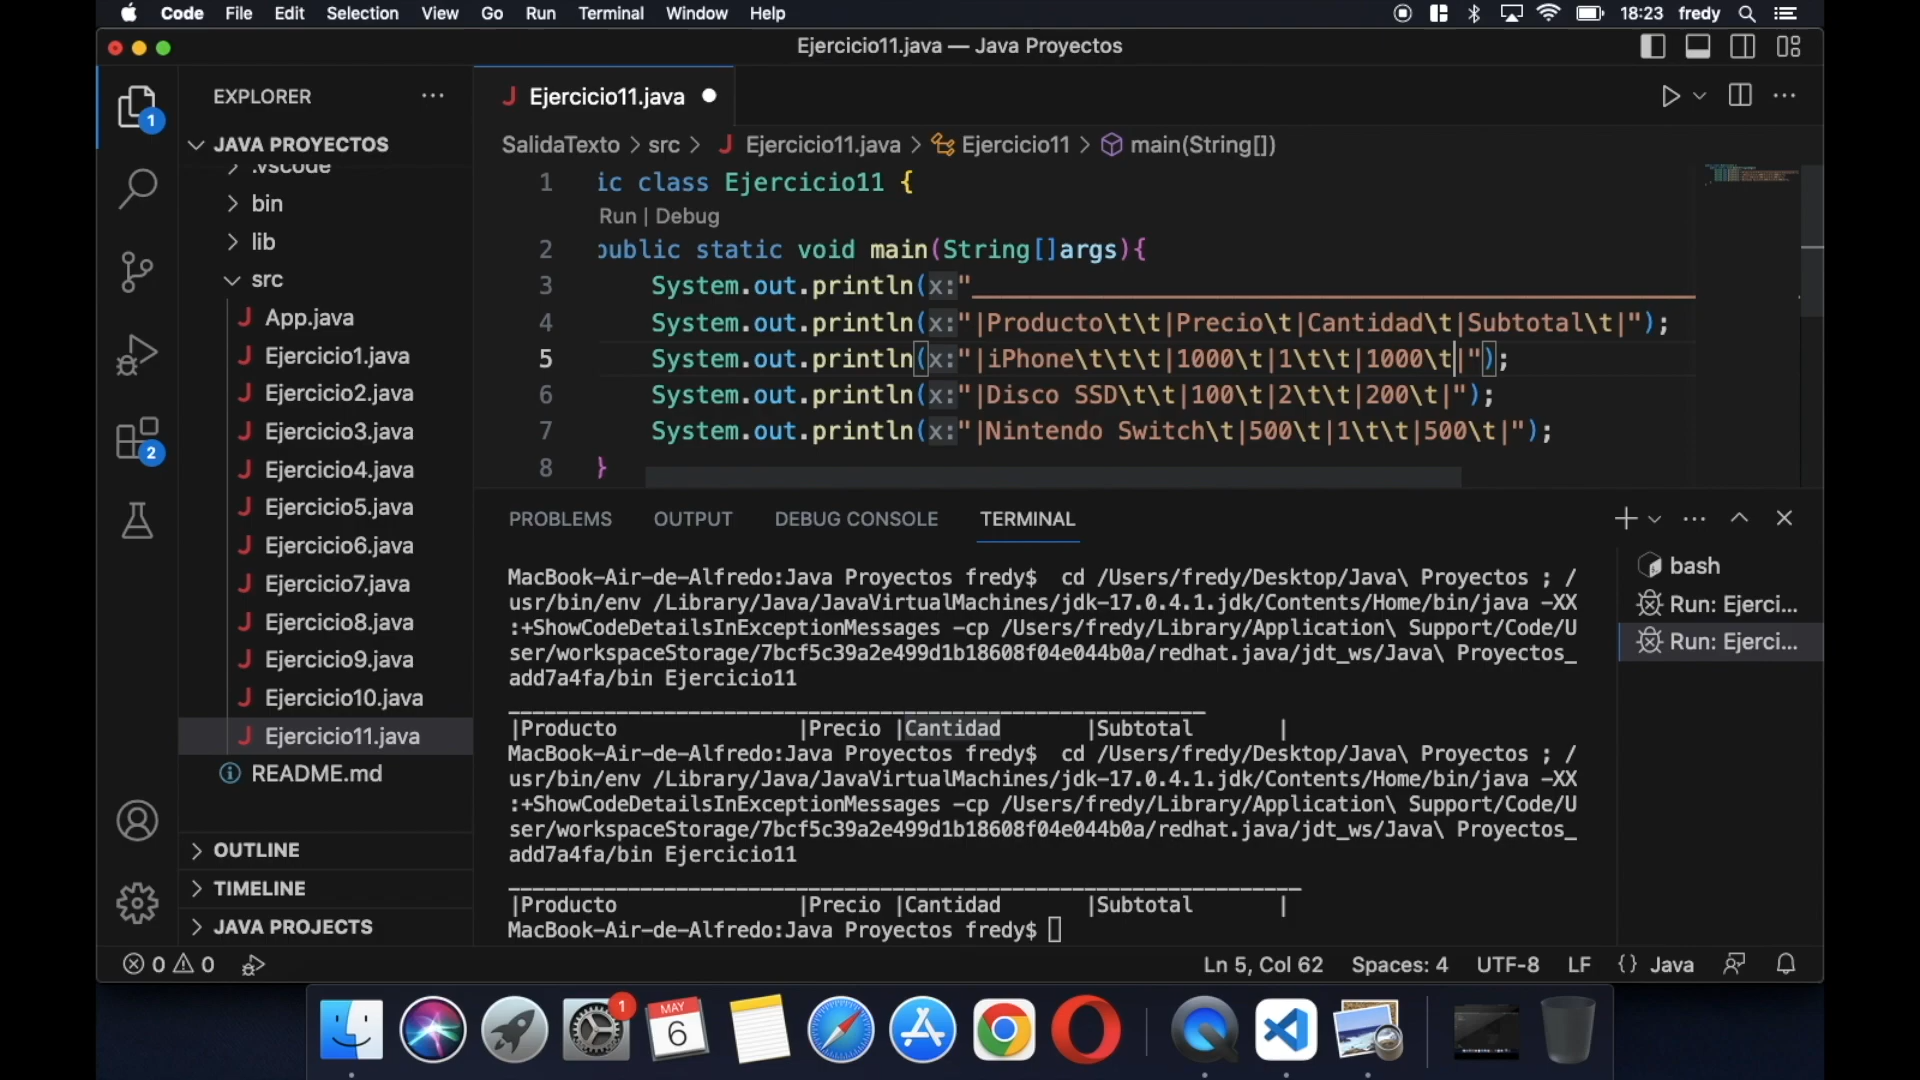 Code File Edit Selection View Go Run Terminal Window Help 18:23 fredy
Ejercicio11.java — Java Proyectos
EXPLORER
1
JAVA PROYECTOS
.vscode
bin
lib
src
App.java
Ejercicio1.java
Ejercicio2.java
Ejercicio3.java
Ejercicio4.java
Ejercicio5.java
Ejercicio6.java
Ejercicio7.java
Ejercicio8.java
Ejercicio9.java
Ejercicio10.java
Ejercicio11.java
README.md
2
OUTLINE
TIMELINE
JAVA PROJECTS
J Ejercicio11.java
SalidaTexto > src > J Ejercicio11.java > Ejercicio11 > main(String[])
1 ic class Ejercicio11 {
Run | Debug
2 public static void main(String[]args){
3 System.out.println(x:"__________________________________________________
4 System.out.println(x:"|Producto\t\t|Precio\t|Cantidad\t|Subtotal\t|");
5 System.out.println(x:"|iPhone\t\t\t|1000\t|1\t\t|1000\t|");
6 System.out.println(x:"|Disco SSD\t\t|100\t|2\t\t|200\t|");
7 System.out.println(x:"|Nintendo Switch\t|500\t|1\t\t|500\t|");
8 }
PROBLEMS OUTPUT DEBUG CONSOLE TERMINAL
MacBook-Air-de-Alfredo:Java Proyectos fredy$  cd /Users/fredy/Desktop/Java\ Proyectos ; /
usr/bin/env /Library/Java/JavaVirtualMachines/jdk-17.0.4.1.jdk/Contents/Home/bin/java -XX
:+ShowCodeDetailsInExceptionMessages -cp /Users/fredy/Library/Application\ Support/Code/U
ser/workspaceStorage/7bcf5c39a2e499d1b18608f04e044b0a/redhat.java/jdt_ws/Java\ Proyectos_
add7a4fa/bin Ejercicio11
__________________________________________________________
|Producto |Precio |Cantidad |Subtotal |
MacBook-Air-de-Alfredo:Java Proyectos fredy$  cd /Users/fredy/Desktop/Java\ Proyectos ; /
usr/bin/env /Library/Java/JavaVirtualMachines/jdk-17.0.4.1.jdk/Contents/Home/bin/java -XX
:+ShowCodeDetailsInExceptionMessages -cp /Users/fredy/Library/Application\ Support/Code/U
ser/workspaceStorage/7bcf5c39a2e499d1b18608f04e044b0a/redhat.java/jdt_ws/Java\ Proyectos_
add7a4fa/bin Ejercicio11
__________________________________________________________________
|Producto |Precio |Cantidad |Subtotal |
MacBook-Air-de-Alfredo:Java Proyectos fredy$
bash
Run: Ejerci...
Run: Ejerci...
0 0
Ln 5, Col 62 Spaces: 4 UTF-8 LF {} Java
1
MAY
6